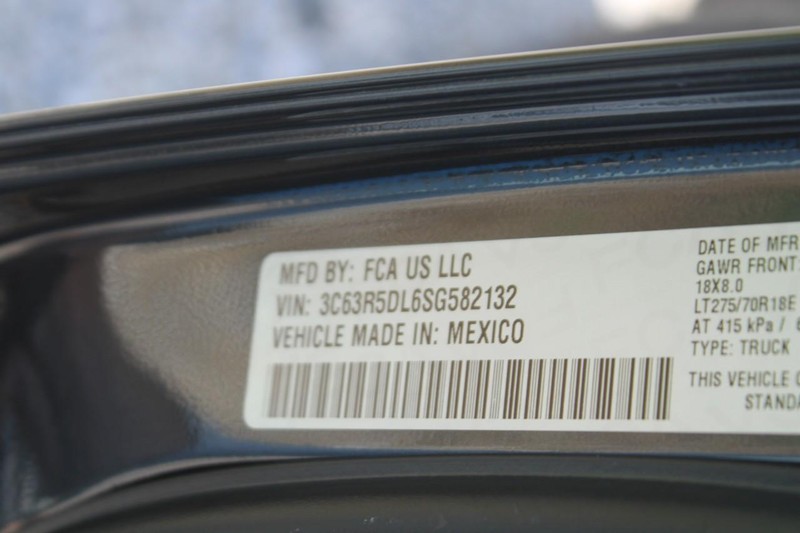 MFD BY: FCA US LLC
VIN: 3C63R5DL6SG582132
VEHICLE MADE IN: MEXICO
DATE OF MFR
GAWR FRONT:
18X8.0
LT275/70R18E
AT 415 kPa /
TYPE: TRUCK
THIS VEHICLE
STANDA